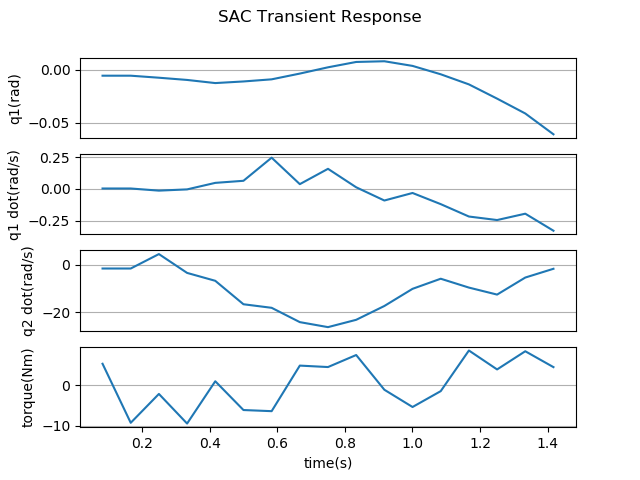 SAC Transient Response
q1(rad)
0.00
−0.05
q1 dot(rad/s)
0.25
0.00
−0.25
q2 dot(rad/s)
0
−20
torque(Nm)
0
−10
0.2 0.4 0.6 0.8 1.0 1.2 1.4
time(s)